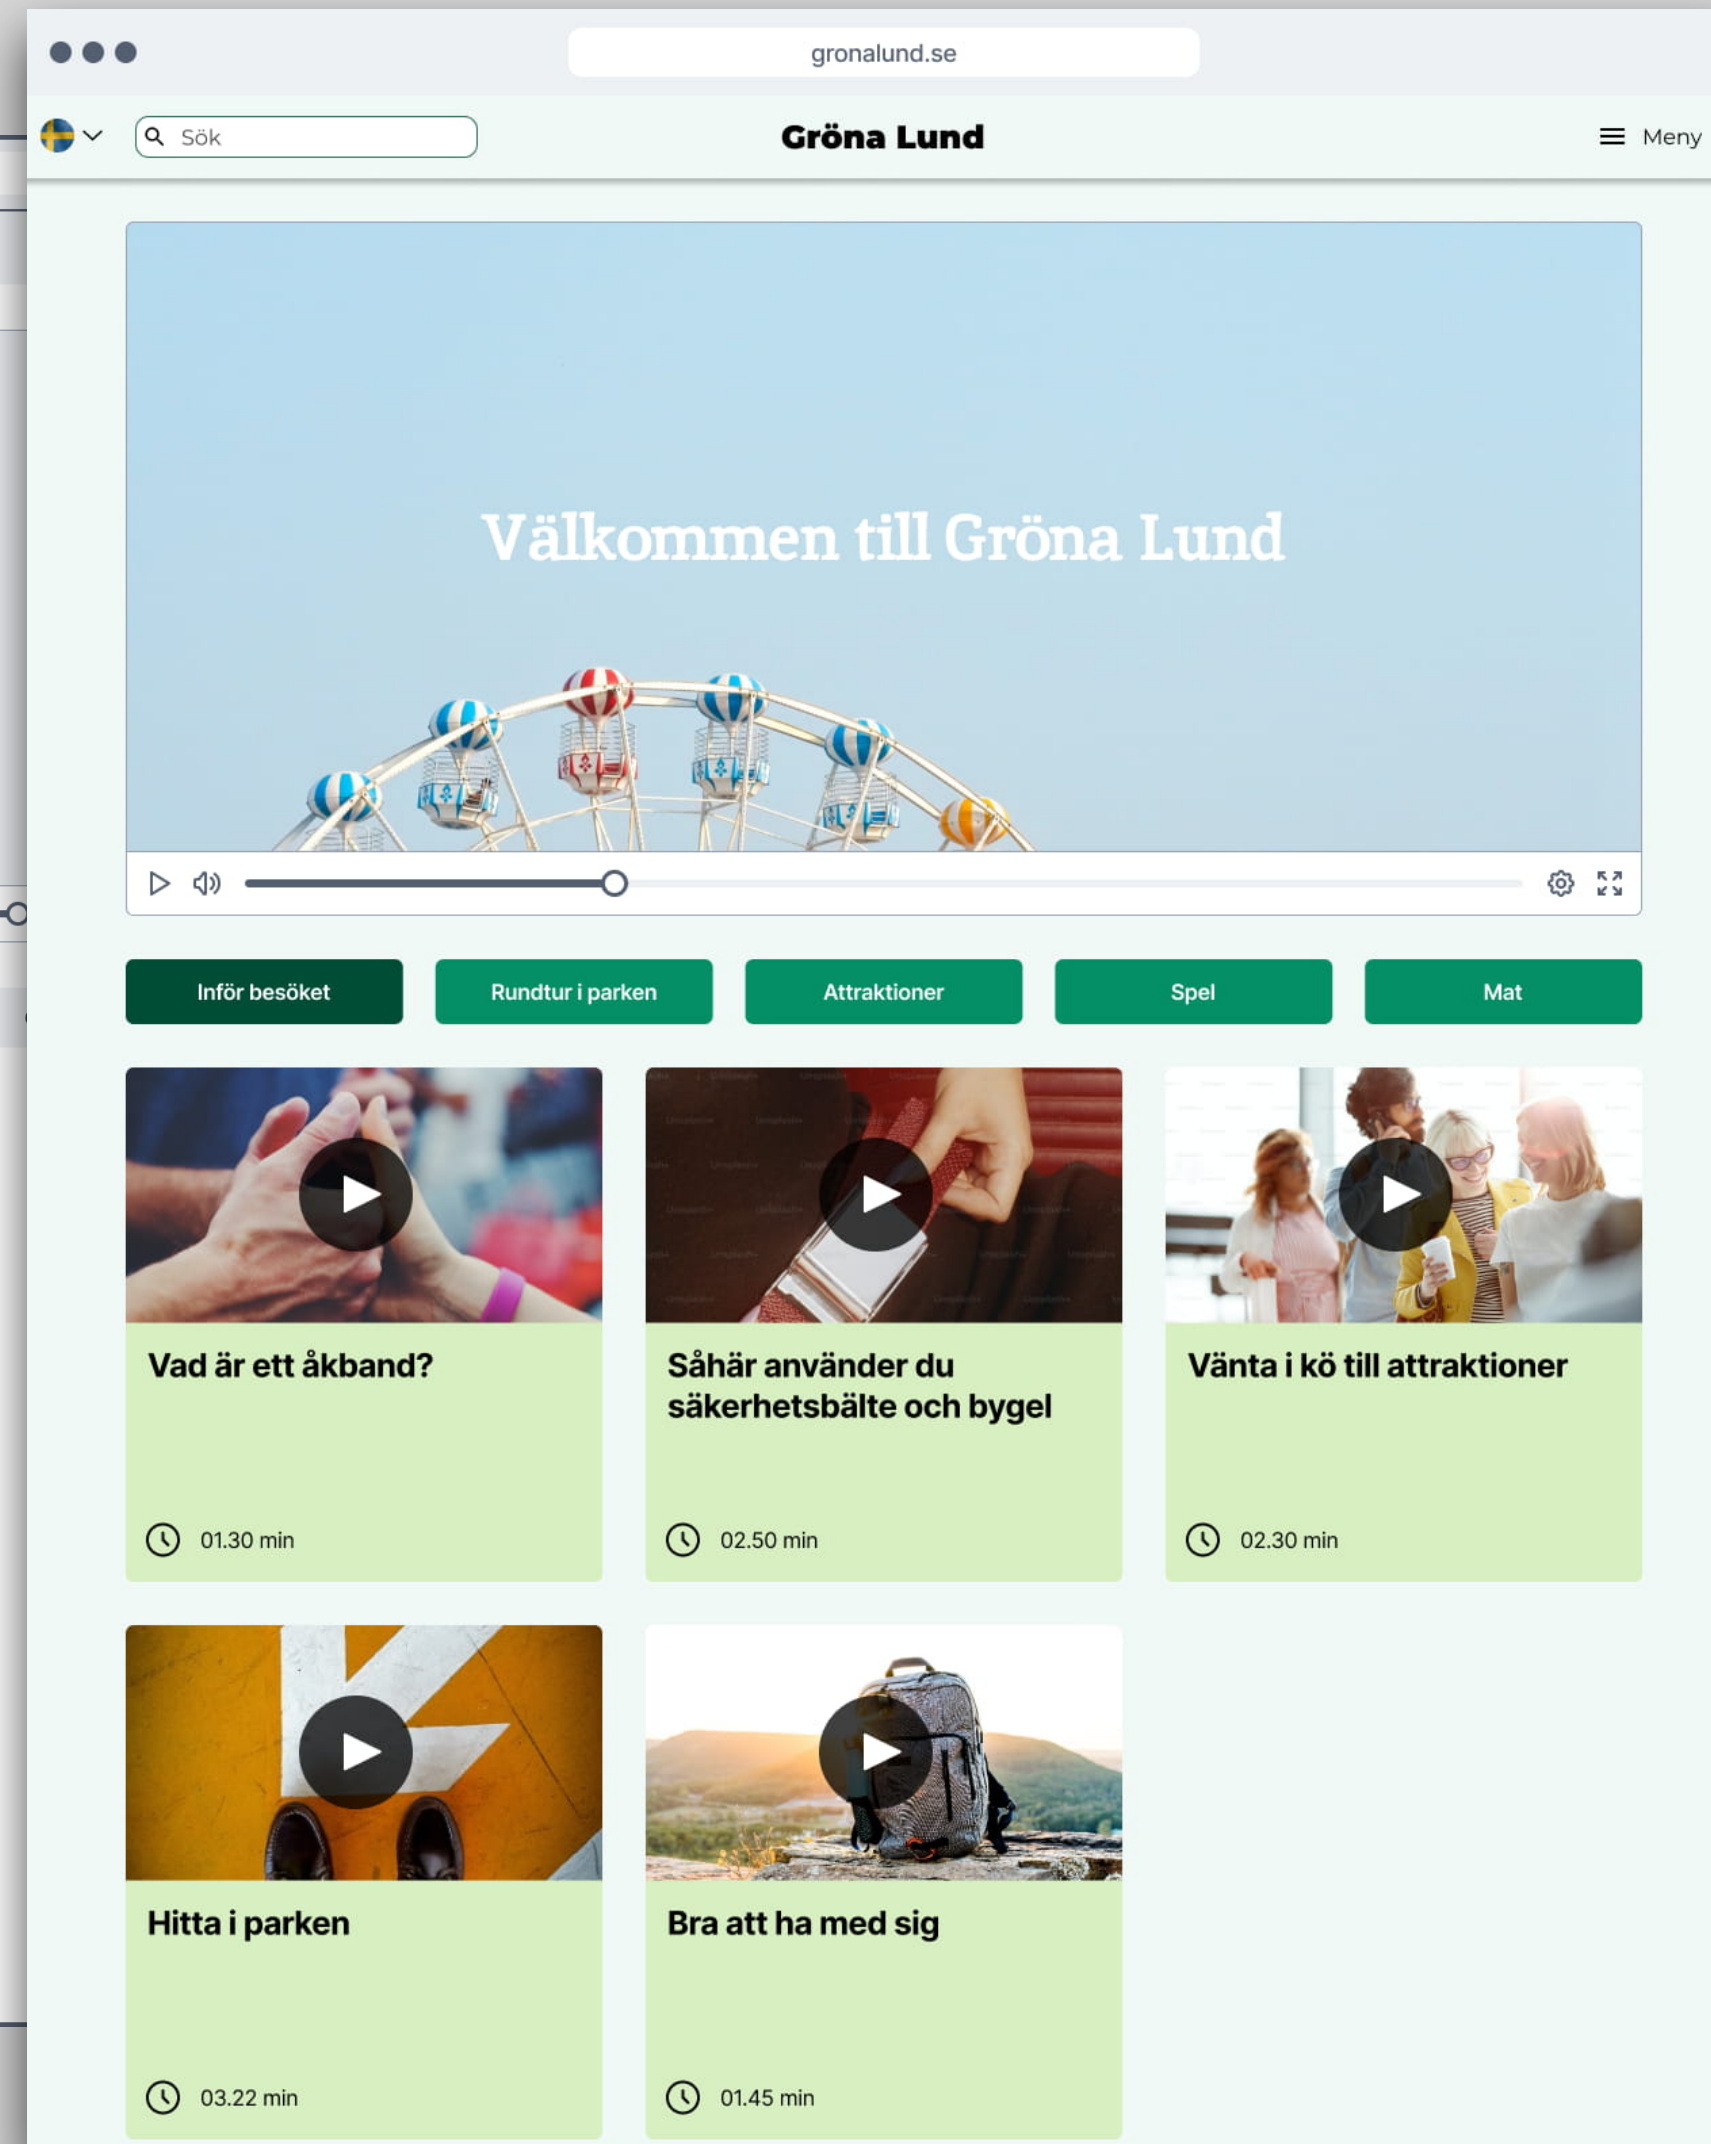 gronalund.se
Sök
Gröna Lund
Meny
Välkommen till Gröna Lund
Inför besöket
Rundtur i parken
Attraktioner
Spel
Mat
Vad är ett åkband?
Såhär använder du
säkerhetsbälte och bygel
Vänta i kö till attraktioner
01.30 min
02.50 min
02.30 min
Hitta i parken
Bra att ha med sig
03.22 min
01.45 min